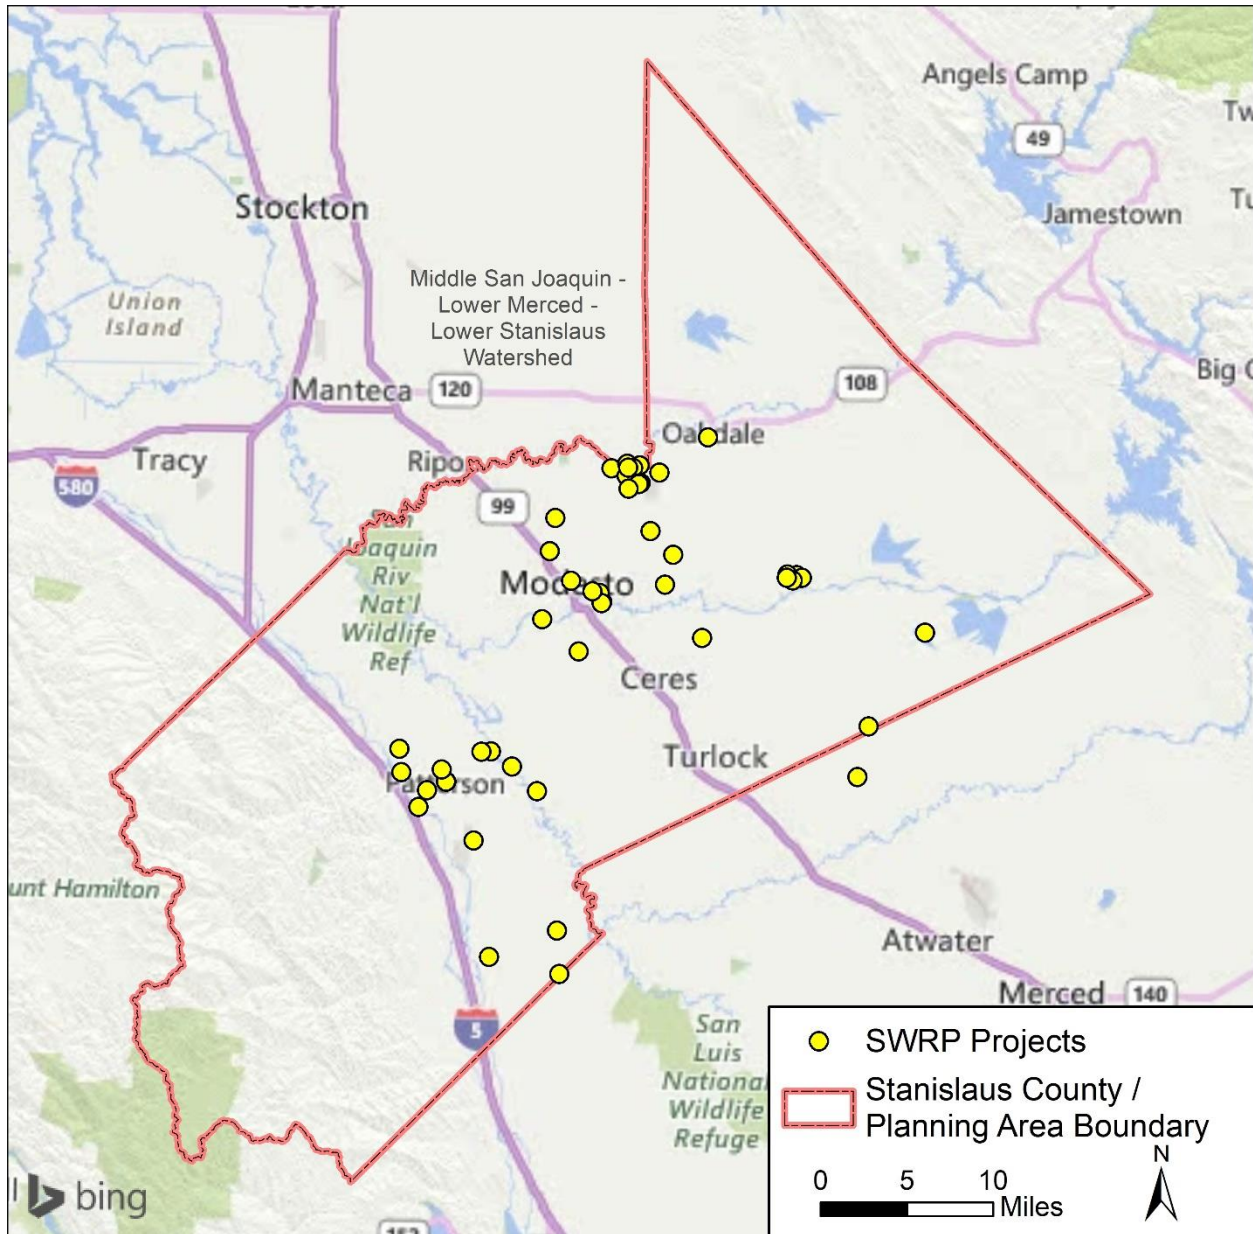 Angels Camp
49
Stockton
Jamestown
Middle San Joaquin -
Lower Merced -
Lower Stanislaus
Watershed
Union
Island
Manteca
120
108
Big
Oakdale
Tracy
Ripo
580
99
San
Joaquin
Riv
Nat'l
Wildlife
Ref
Modesto
Ceres
Turlock
Patterson
unt Hamilton
Atwater
Merced
140
5
San
Luis
National
Wildlife
Refuge
SWRP Projects
Stanislaus County /
Planning Area Boundary
N
0 5 10
Miles
bing